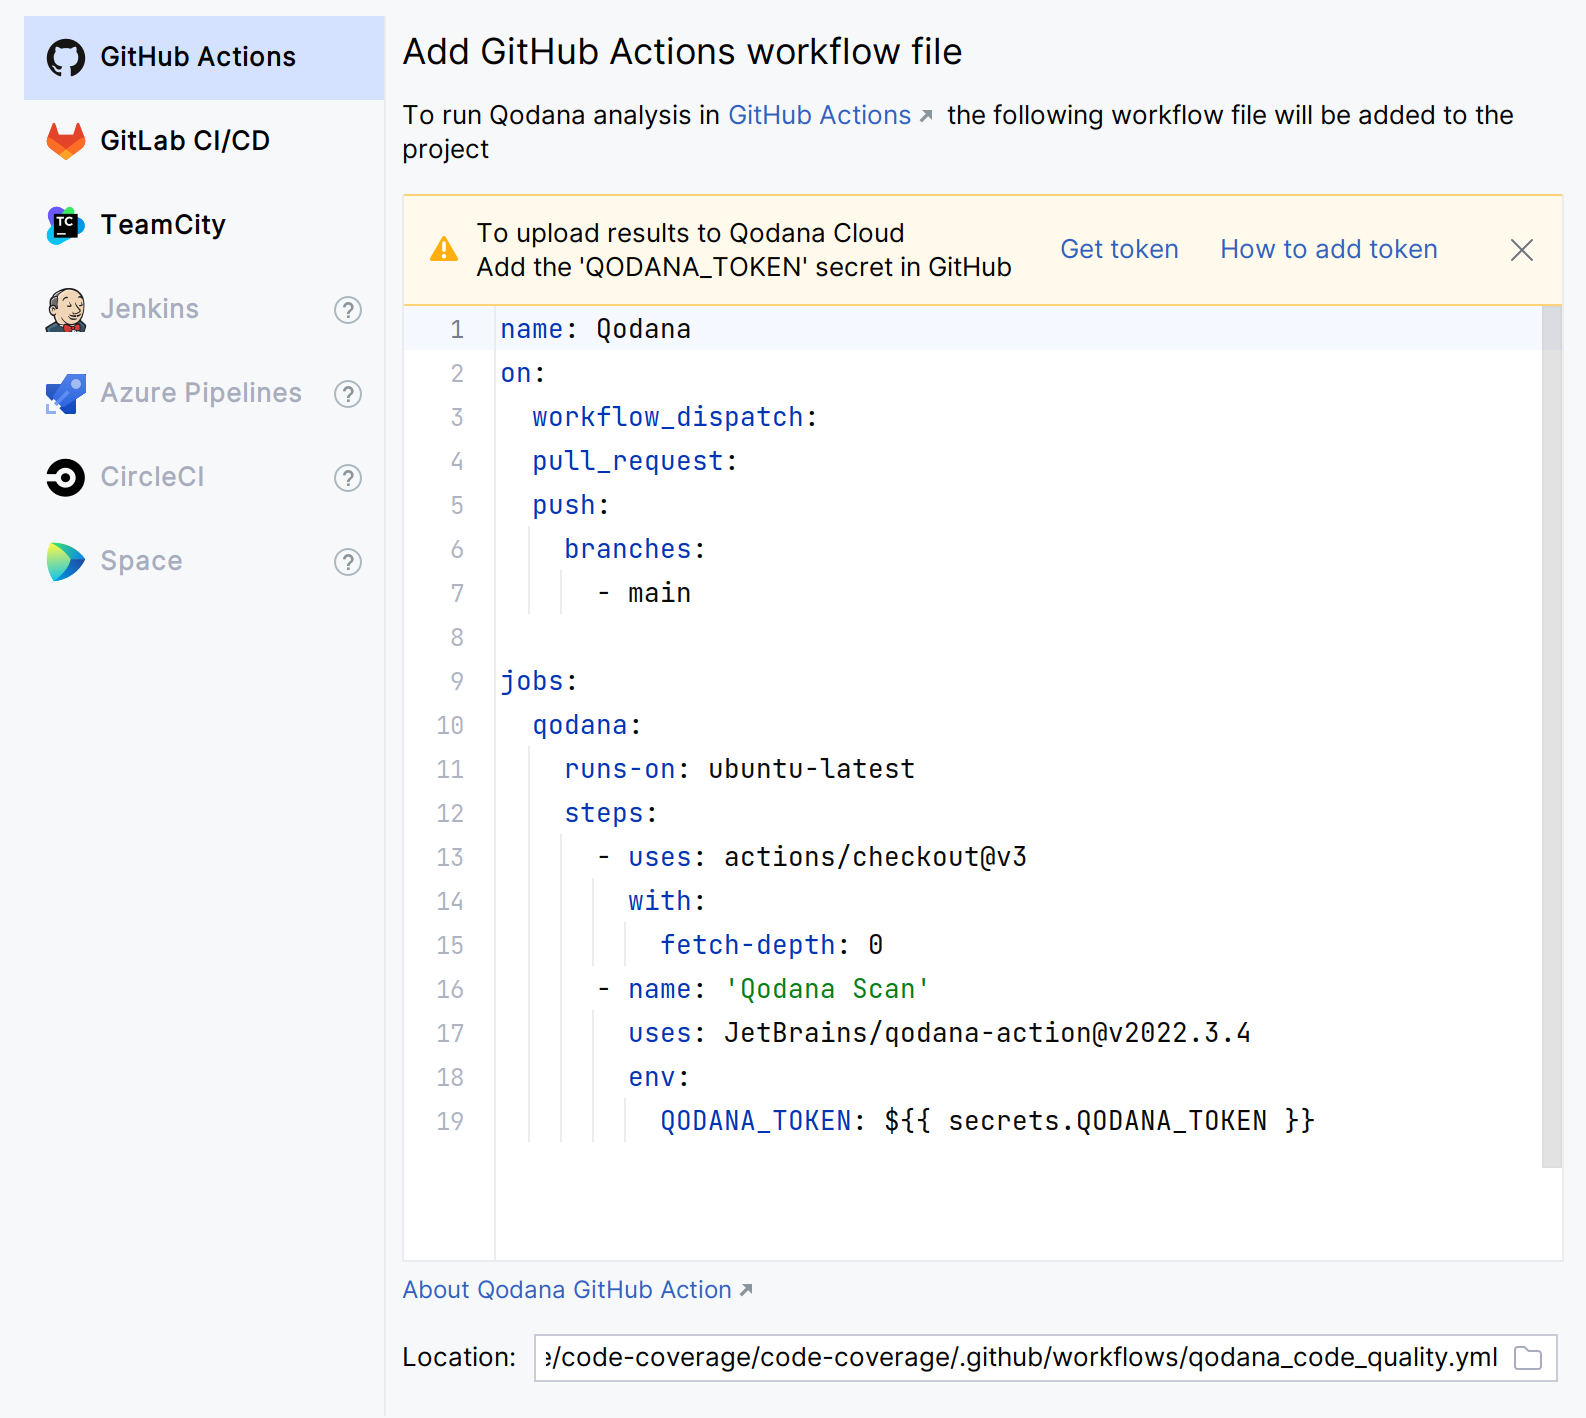 GitHub Actions
GitLab CI/CD
TC
TeamCity
Jenkins ?
Azure Pipelines ?
CircleCI ?
Space ?
Add GitHub Actions workflow file
To run Qodana analysis in GitHub Actions the following workflow file will be added to the
project
To upload results to Qodana Cloud
Add the 'QODANA_TOKEN' secret in GitHub
Get token How to add token
1 name: Qodana
2 on:
3   workflow_dispatch:
4   pull_request:
5   push:
6     branches:
7       - main
8
9 jobs:
10   qodana:
11     runs-on: ubuntu-latest
12     steps:
13       - uses: actions/checkout@v3
14         with:
15           fetch-depth: 0
16       - name: 'Qodana Scan'
17         uses: JetBrains/qodana-action@v2022.3.4
18         env:
19           QODANA_TOKEN: ${{ secrets.QODANA_TOKEN }}
About Qodana GitHub Action
Location: e/code-coverage/code-coverage/.github/workflows/qodana_code_quality.yml